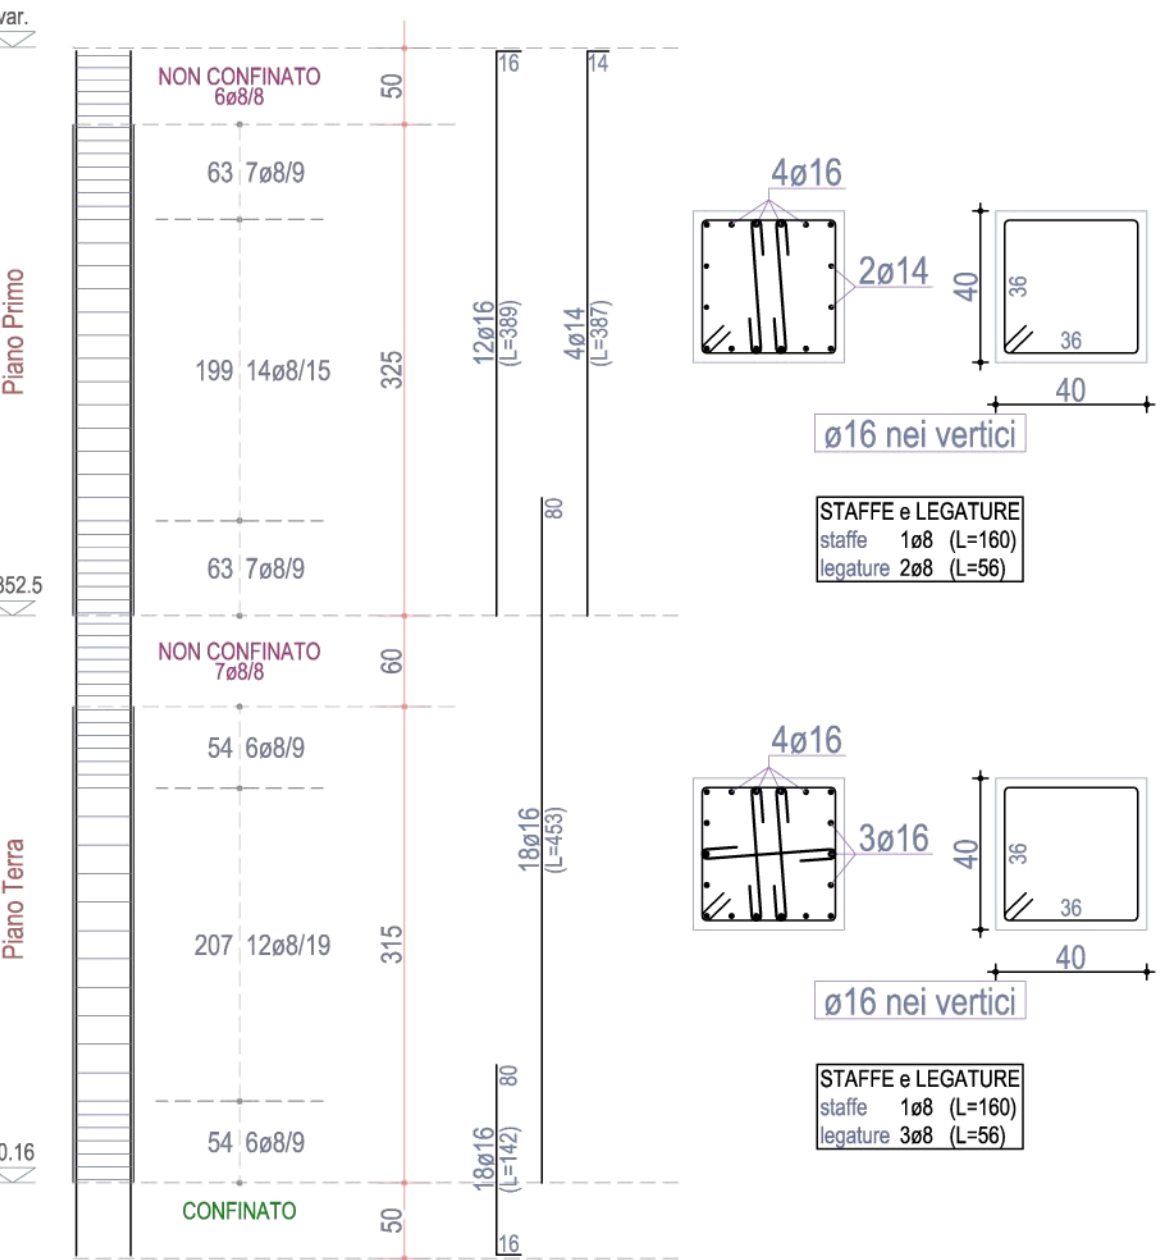 var.
NON CONFINATO
6ø8/8
50
16
14
63 7ø8/9
4ø16
2ø14
40
36
36
40
ø16 nei vertici
Piano Primo
199 14ø8/15
325
12ø16
(L=389)
4ø14
(L=387)
80
STAFFE e LEGATURE
staffe 1ø8 (L=160)
legature 2ø8 (L=56)
63 7ø8/9
352.5
NON CONFINATO
7ø8/8
60
54 6ø8/9
4ø16
3ø16
40
36
36
40
ø16 nei vertici
Piano Terra
207 12ø8/19
315
18ø16
(L=453)
80
STAFFE e LEGATURE
staffe 1ø8 (L=160)
legature 3ø8 (L=56)
54 6ø8/9
18ø16
(L=142)
0.16
CONFINATO
50
16